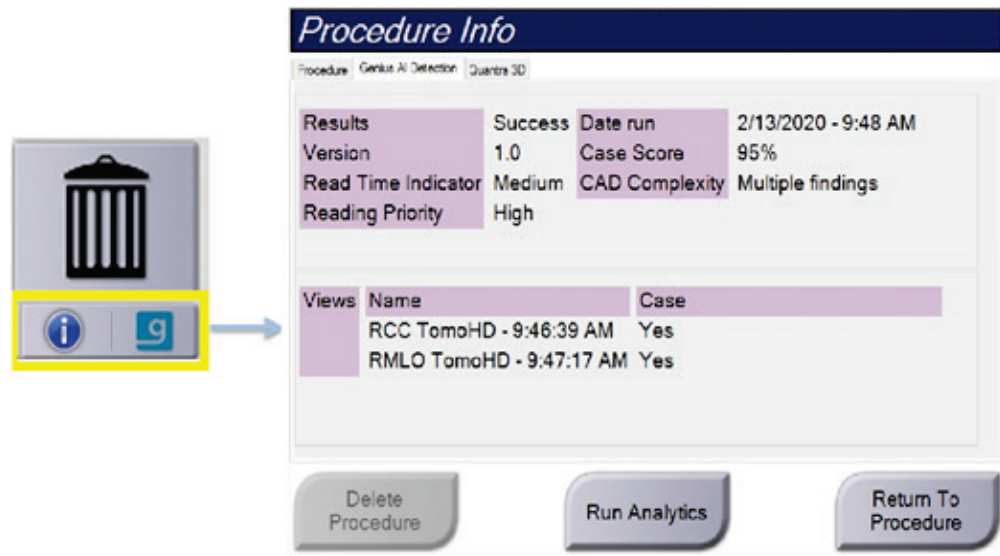 Procedure Info
Procedure Genius AI Detection Quantra 3D
Results Success Date run 2/13/2020 - 9:48 AM
Version 1.0 Case Score 95%
Read Time Indicator Medium CAD Complexity Multiple findings
Reading Priority High
i g
Views Name Case
RCC TomoHD - 9:46:39 AM Yes
RMLO TomoHD - 9:47:17 AM Yes
Delete Procedure
Run Analytics
Return To Procedure